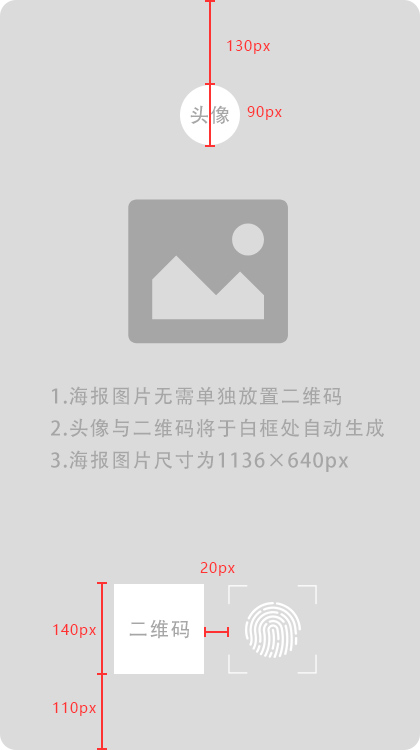 130px
头像
90px
1.海报图片无需单独放置二维码
2.头像与二维码将于白框处自动生成
3.海报图片尺寸为1136×640px
20px
140px
二维码
110px